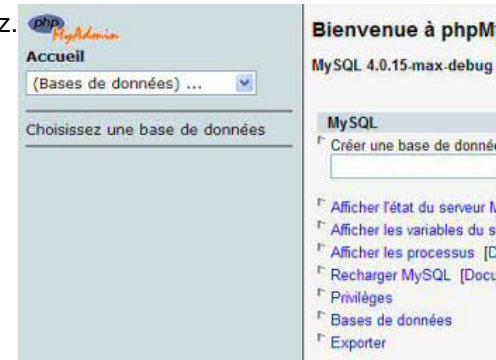 z.
php
MyAdmin
Accueil
(Bases de données) ...
Choisissez une base de données
Bienvenue à phpMy
MySQL 4.0.15-max-debug
MySQL
Créer une base de donnée
Afficher l'état du serveur M
Afficher les variables du s
Afficher les processus [D
Recharger MySQL [Docu
Privilèges
Bases de données
Exporter